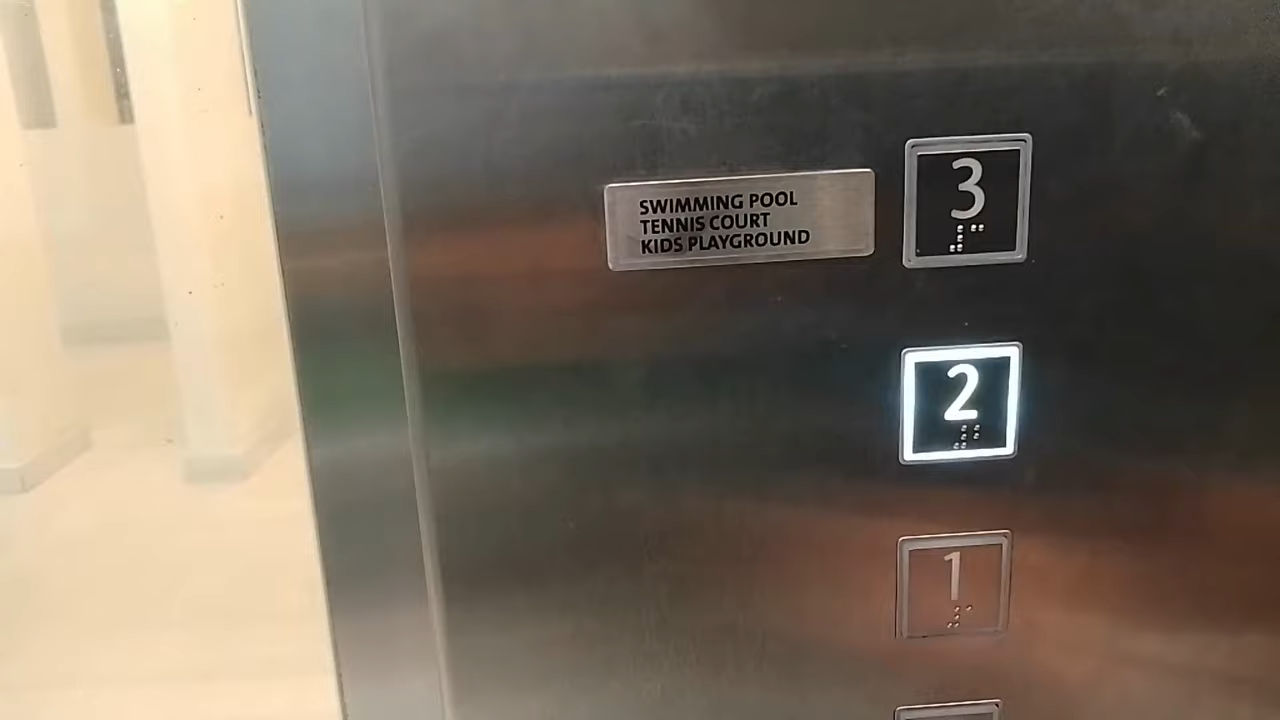 SWIMMING POOL
TENNIS COURT
KIDS PLAYGROUND
3
2
1